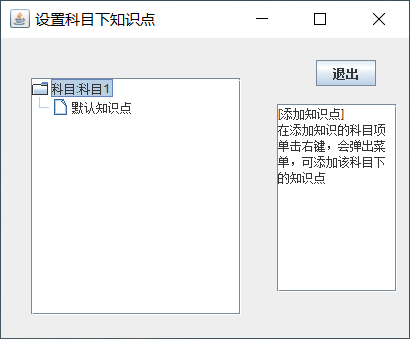 设置科目下知识点
退出
科目:科目1
默认知识点
[添加知识点]
在添加知识的科目项
单击右键，会弹出菜
单，可添加该科目下
的知识点